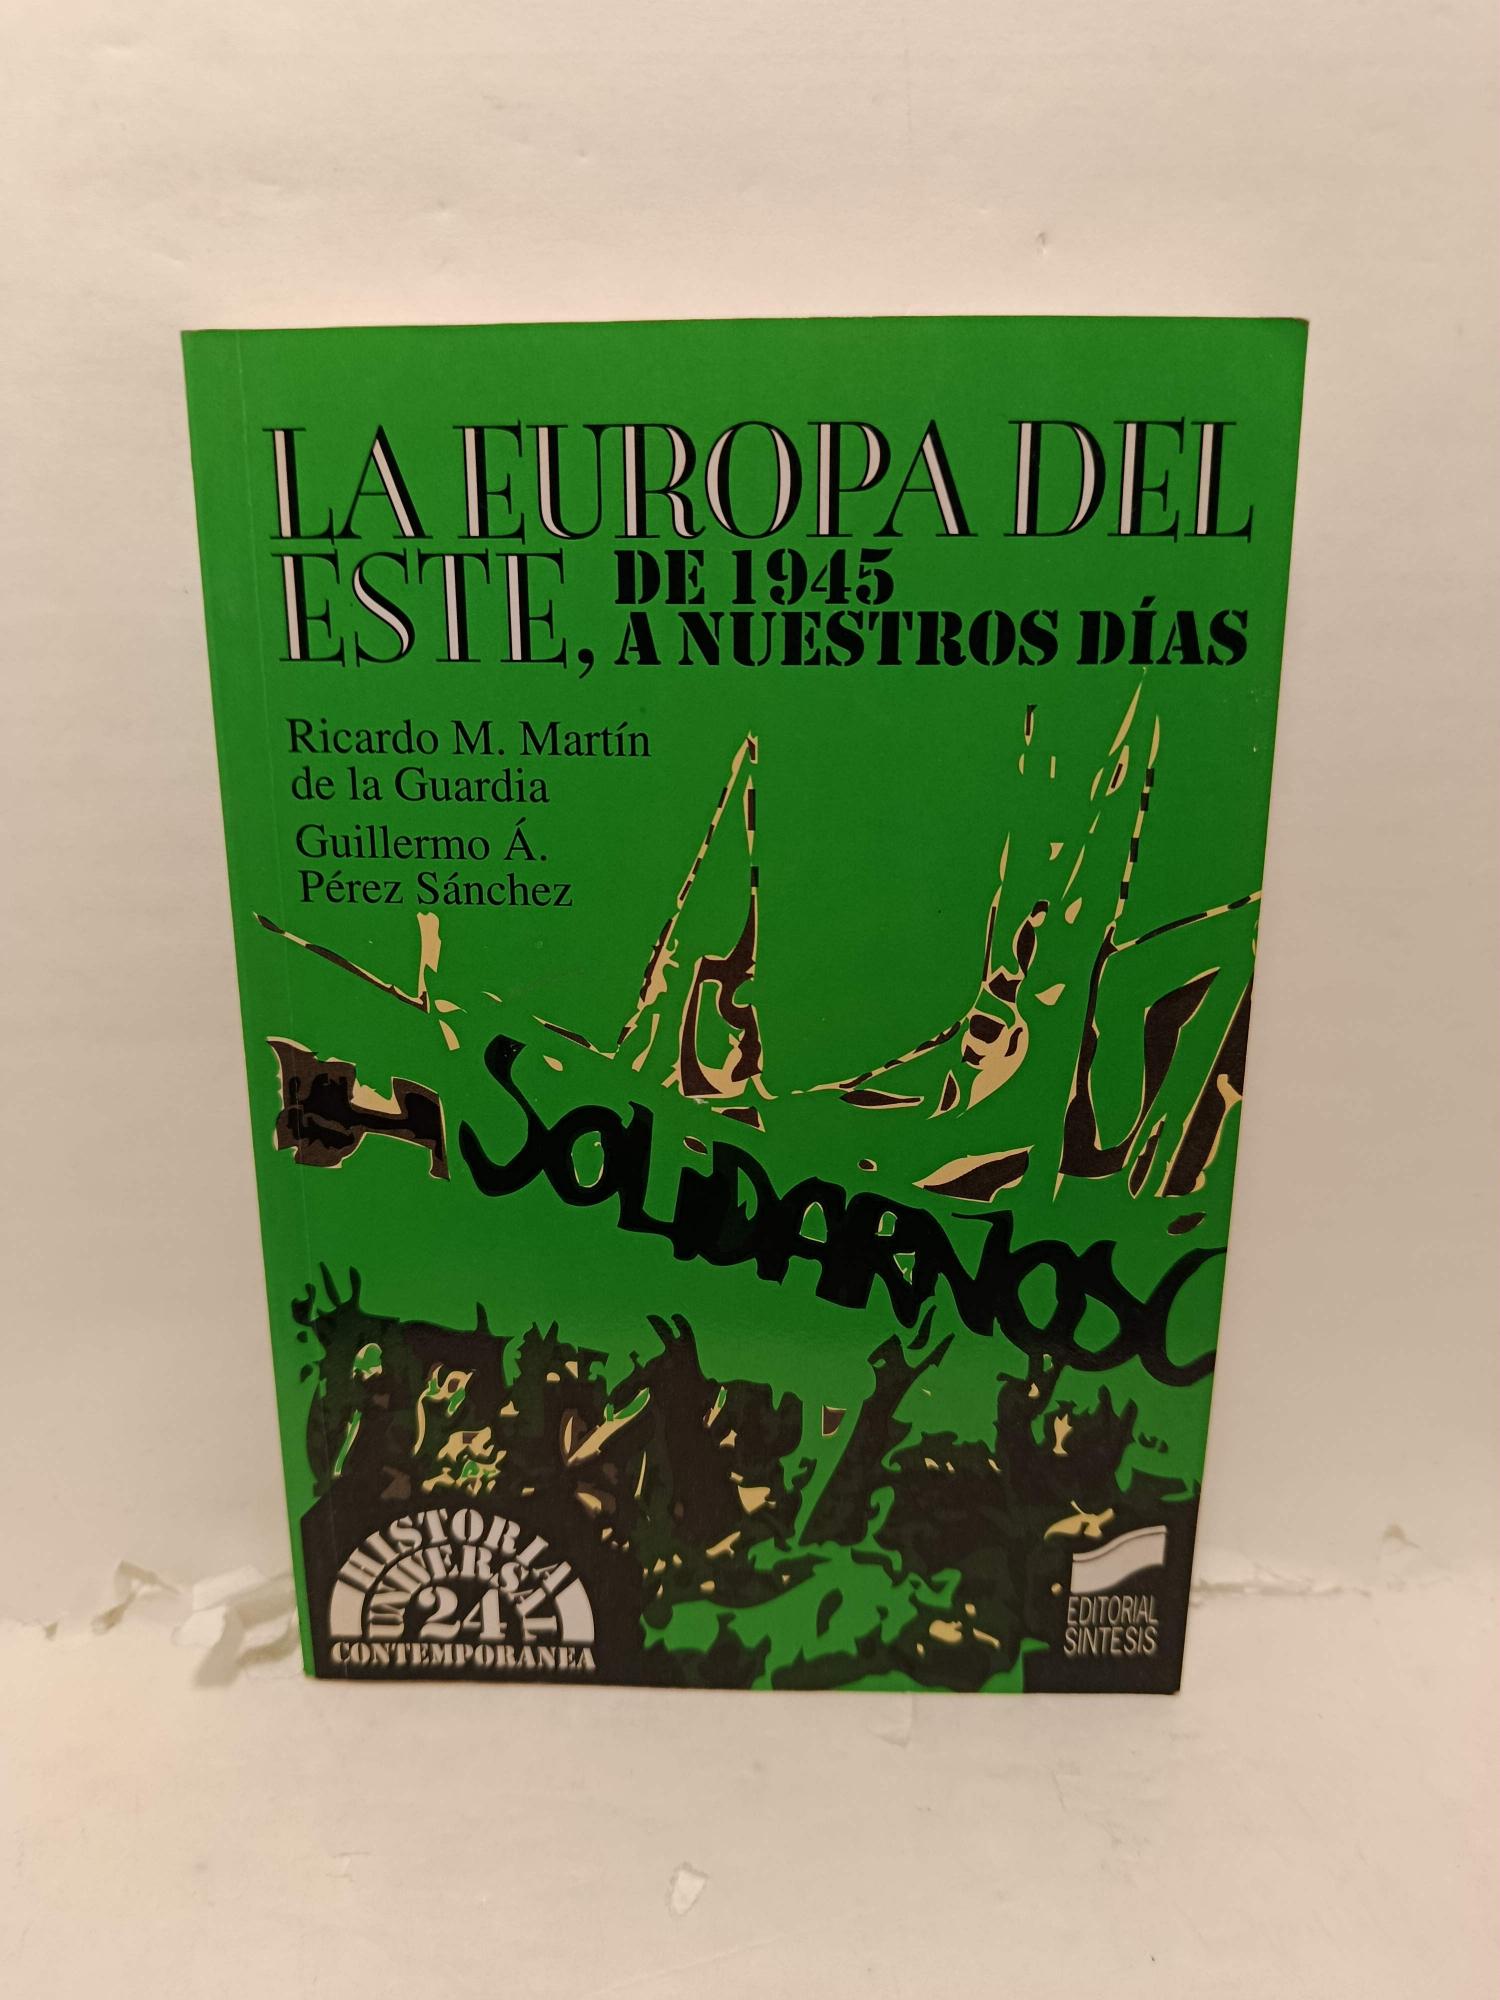 LA EUROPA DEL
ESTE, DE 1945
A NUESTROS DÍAS
Ricardo M. Martín
de la Guardia
Guillermo Á.
Pérez Sánchez
SOLIDARNOSC
HISTORIA
UNIVERSAL
24
CONTEMPORANEA
EDITORIAL
SINTESIS